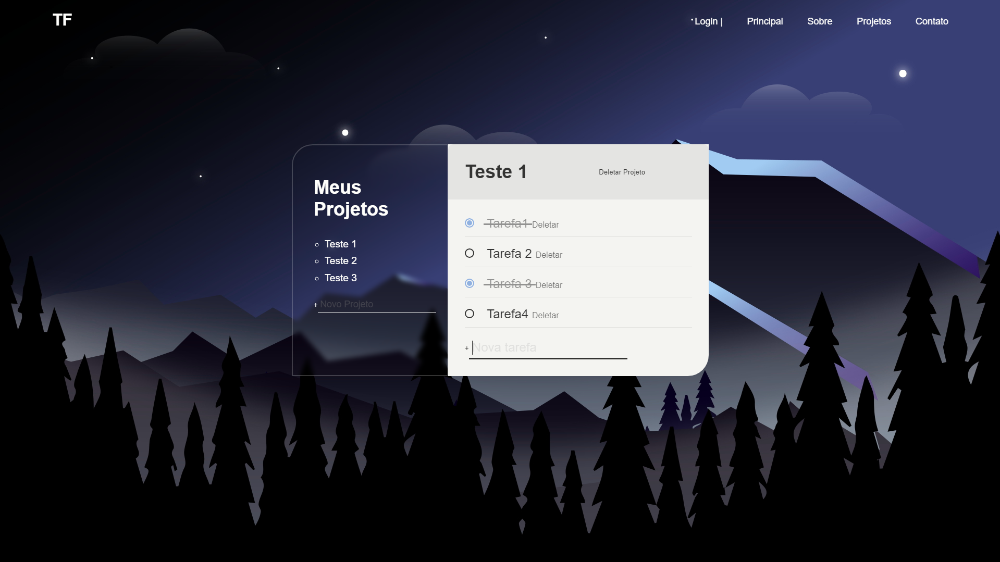 TF
Login |
Principal
Sobre
Projetos
Contato
Meus
Projetos
Teste 1
Teste 2
Teste 3
+ Novo Projeto
Teste 1
Deletar Projeto
Tarefa1 Deletar
Tarefa 2 Deletar
Tarefa 3 Deletar
Tarefa4 Deletar
+ Nova tarefa